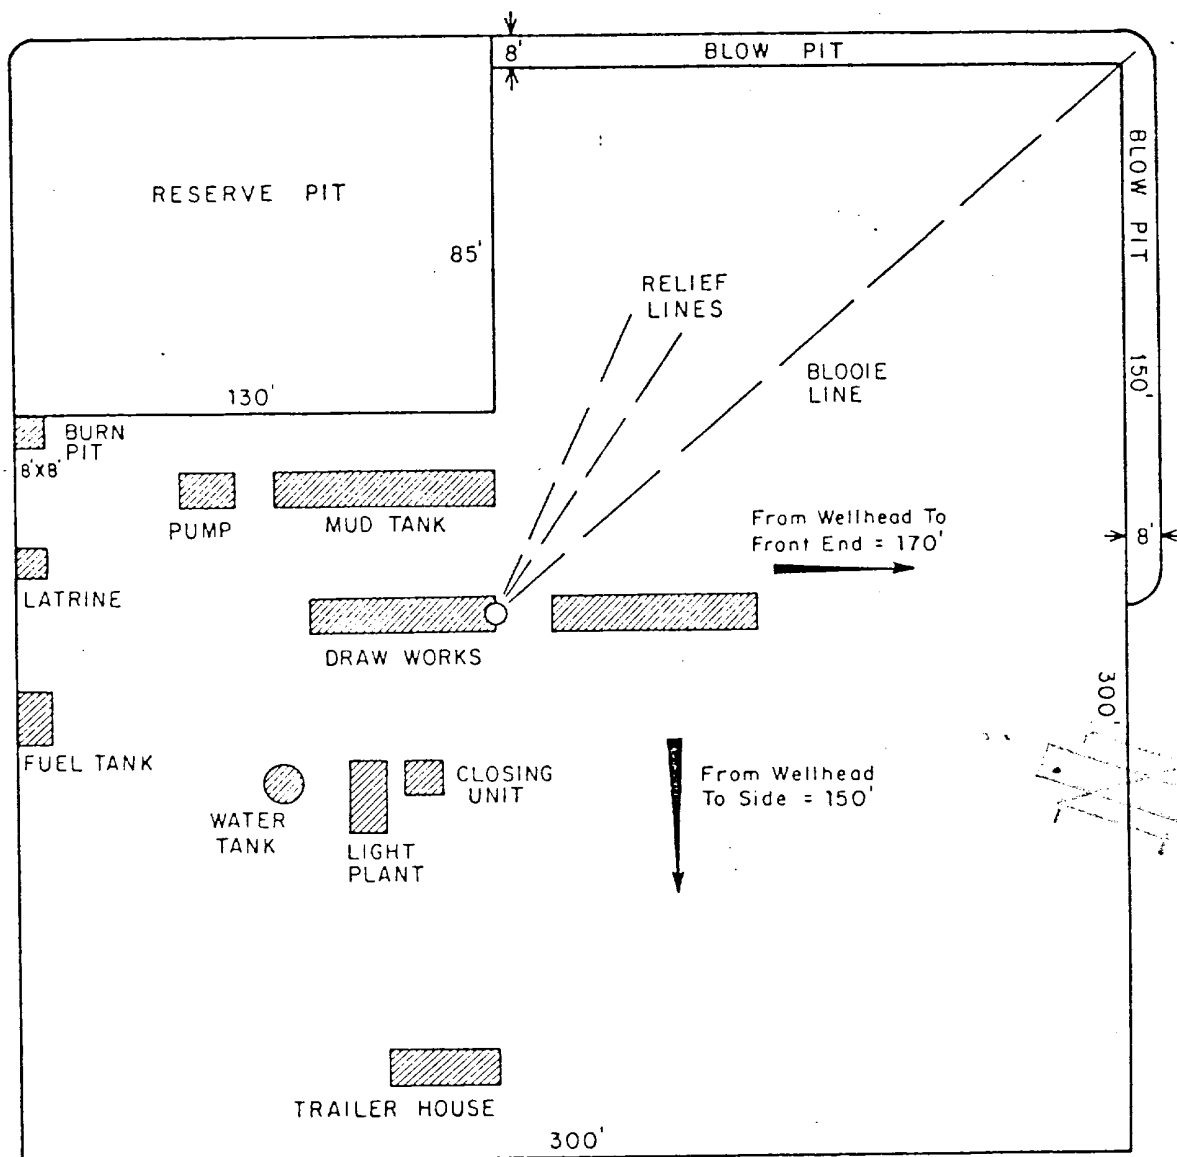 8'
BLOW PIT
BLOW PIT
RESERVE PIT
85'
RELIEF
LINES
BLOOIE
LINE
150'
130'
BURN
PIT
8'X8'
PUMP
MUD TANK
From Wellhead To
Front End = 170'
8'
LATRINE
DRAW WORKS
300'
FUEL TANK
CLOSING
UNIT
From Wellhead
To Side = 150'
WATER
TANK
LIGHT
PLANT
TRAILER HOUSE
300'